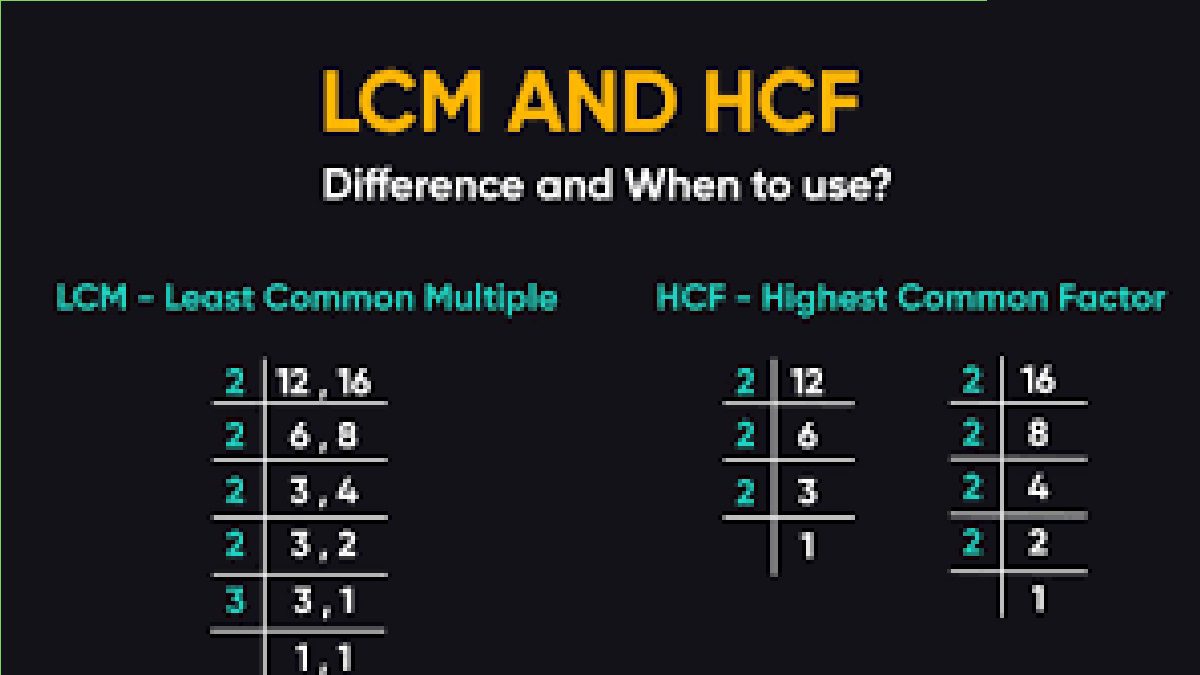 LCM AND HCF
Difference and When to use?
LCM - Least Common Multiple
2 12, 16
2 6, 8
2 3, 4
2 3, 2
3 3, 1
1, 1
HCF - Highest Common Factor
2 12
2 6
2 3
1
2 16
2 8
2 4
2 2
1